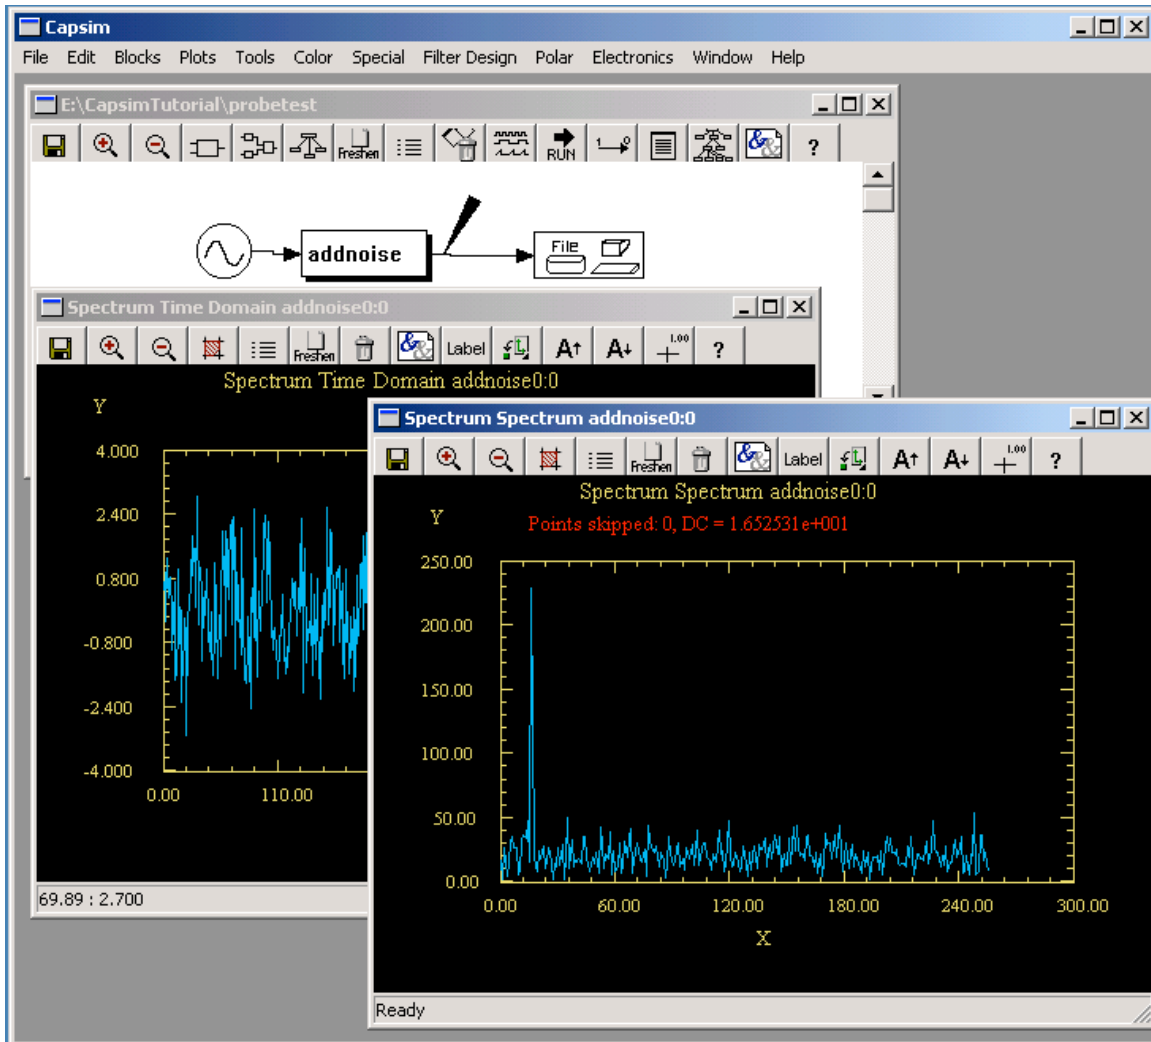 Capsim
File Edit Blocks Plots Tools Color Special Filter Design Polar Electronics Window Help
E:\CapsimTutorial\probetest
Freshen RUN ?
addnoise File
Spectrum Time Domain addnoise0:0
Freshen Label A A 1.00 ?
Spectrum Time Domain addnoise0:0
Y
4.000
2.400
0.800
-0.800
-2.400
-4.000
0.00 110.00
69.89 : 2.700
Spectrum Spectrum addnoise0:0
Freshen Label A A 1.00 ?
Spectrum Spectrum addnoise0:0
Y
Points skipped: 0, DC = 1.652531e+001
250.00
200.00
150.00
100.00
50.00
0.00
0.00 60.00 120.00 180.00 240.00 300.00
X
Ready